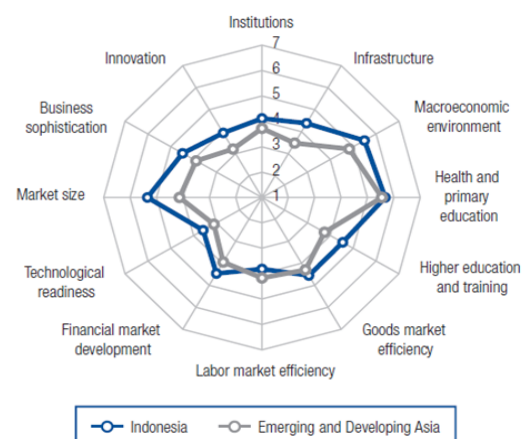 Institutions
Infrastructure
Macroeconomic
environment
Health and
primary
education
Higher education
and training
Goods market
efficiency
Labor market efficiency
Financial market
development
Technological
readiness
Market size
Business
sophistication
Innovation
7
6
5
4
3
2
1
Indonesia
Emerging and Developing Asia